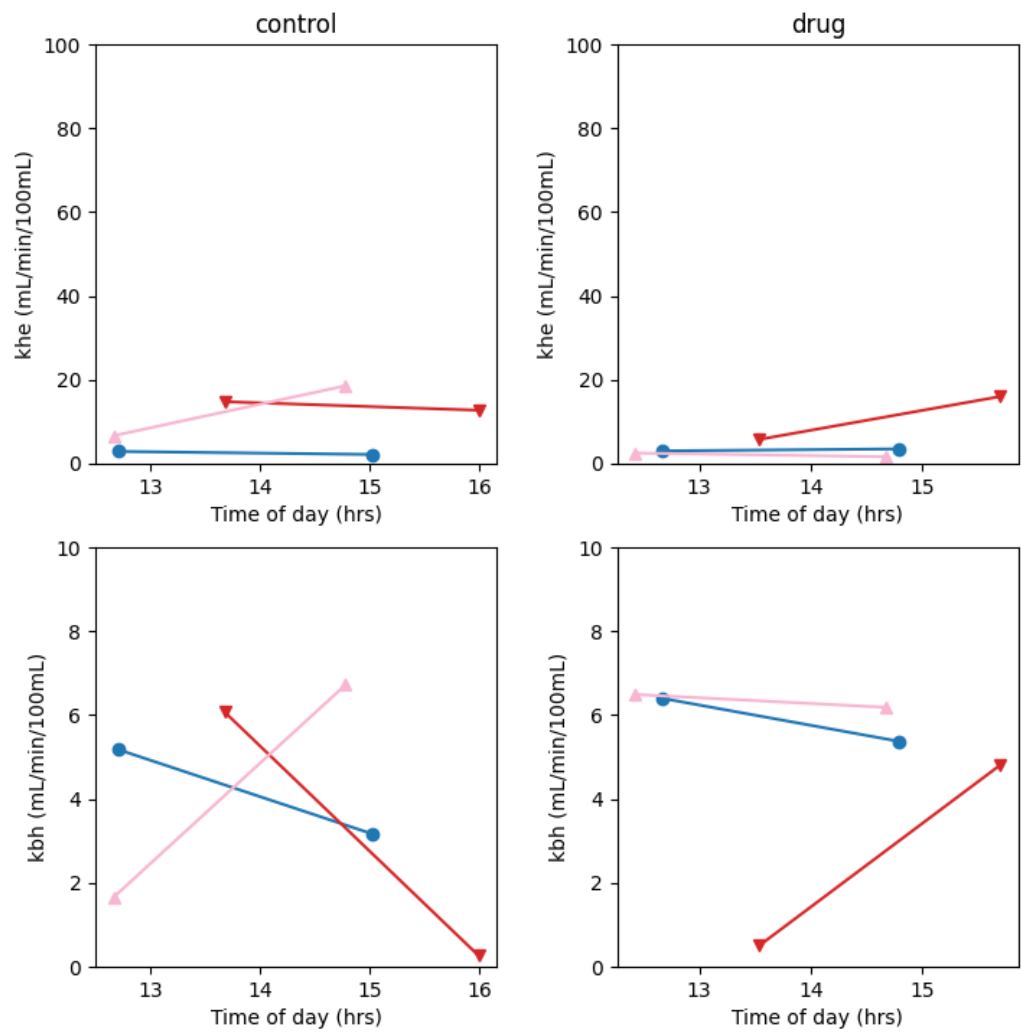 control
drug
100
80
60
40
20
0
khe (mL/min/100mL)
13 14 15 16
Time of day (hrs)
100
80
60
40
20
0
khe (mL/min/100mL)
13 14 15
Time of day (hrs)
10
8
6
4
2
0
kbh (mL/min/100mL)
13 14 15 16
Time of day (hrs)
10
8
6
4
2
0
kbh (mL/min/100mL)
13 14 15
Time of day (hrs)